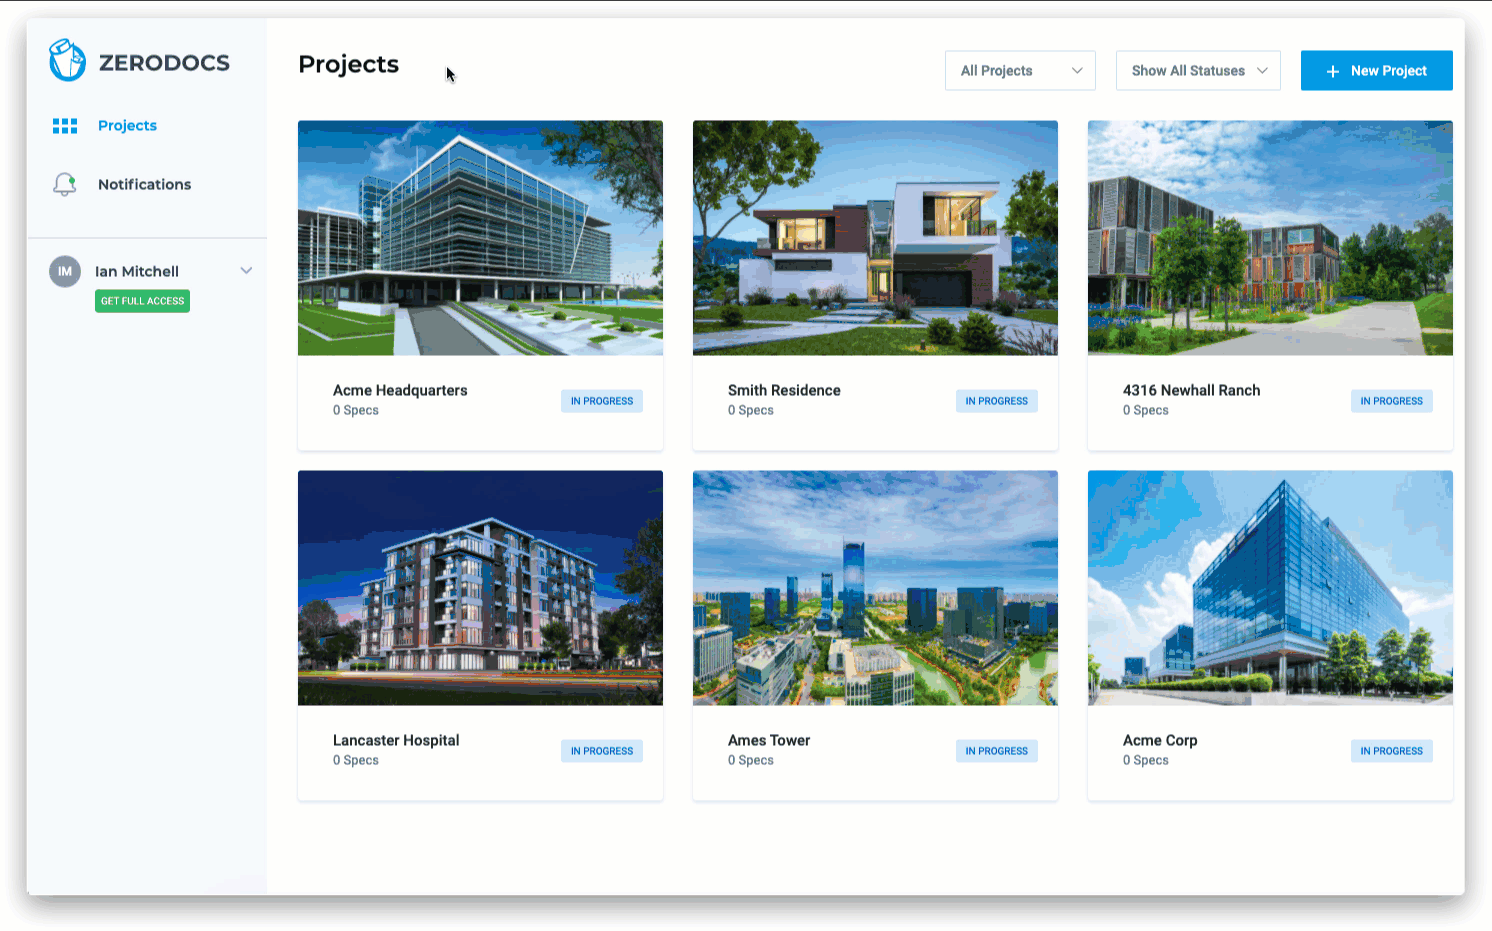 ZERODOCS
Projects
Notifications
IM
Ian Mitchell
GET FULL ACCESS
Projects
All Projects
Show All Statuses
+ New Project
Acme Headquarters
0 Specs
IN PROGRESS
Smith Residence
0 Specs
IN PROGRESS
4316 Newhall Ranch
0 Specs
IN PROGRESS
Lancaster Hospital
0 Specs
IN PROGRESS
Ames Tower
0 Specs
IN PROGRESS
Acme Corp
0 Specs
IN PROGRESS